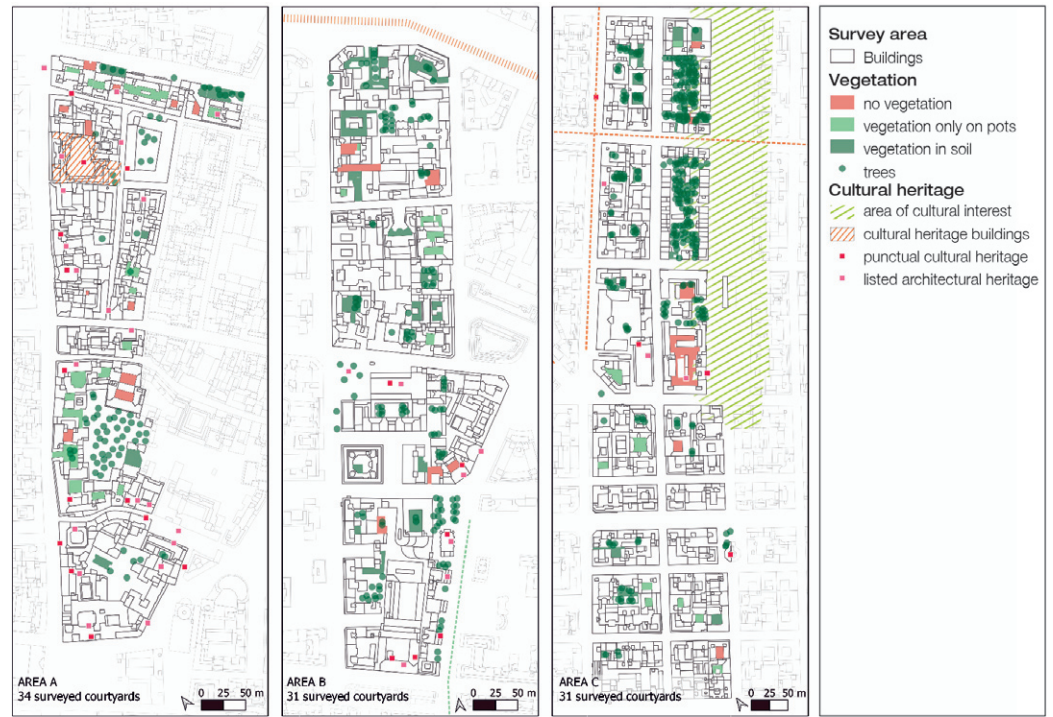 AREA A
34 surveyed courtyards
0 25 50 m
AREA B
31 surveyed courtyards
0 25 50 m
AREA C
31 surveyed courtyards
0 25 50 m
Survey area
Buildings
Vegetation
no vegetation
vegetation only on pots
vegetation in soil
trees
Cultural heritage
area of cultural interest
cultural heritage buildings
punctual cultural heritage
listed architectural heritage